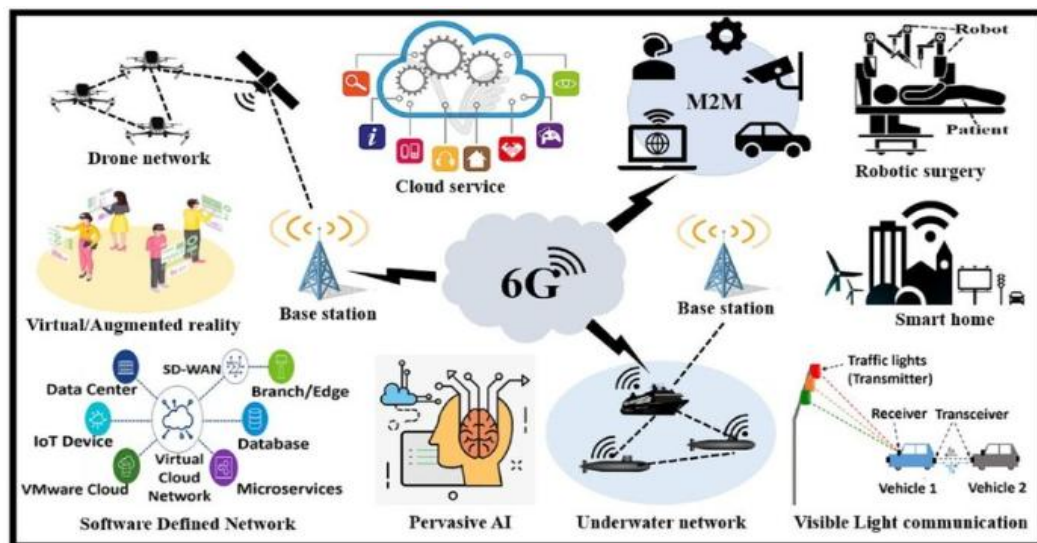 Drone network
Cloud service
M2M
Robot
Patient
Robotic surgery
Virtual/Augmented reality
Base station
6G
Base station
Smart home
Data Center
SD-WAN
Branch/Edge
IoT Device
Database
VMware Cloud
Virtual
Cloud
Network
Microservices
Software Defined Network
Pervasive AI
Underwater network
Traffic lights
(Transmitter)
Receiver
Transceiver
Vehicle 1
Vehicle 2
Visible Light communication